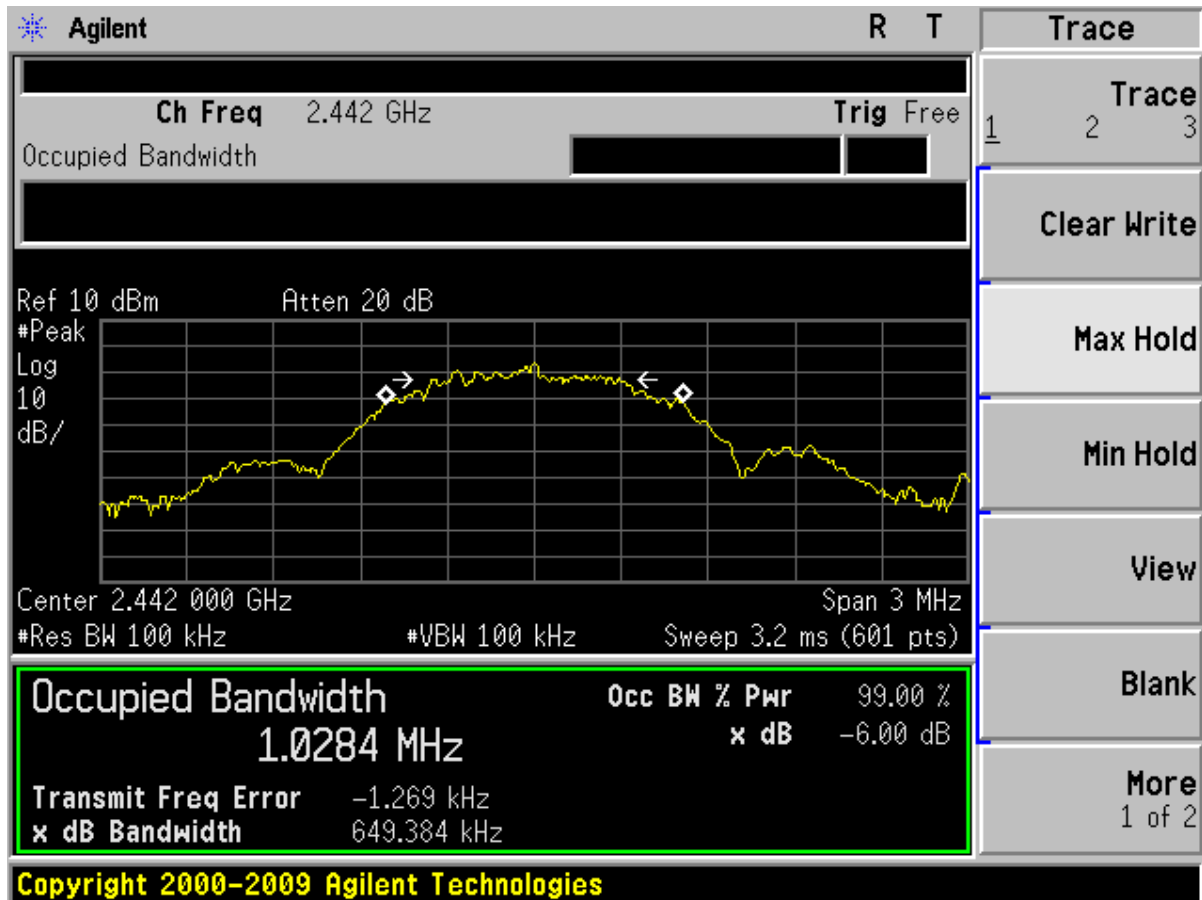 Agilent R T
Ch Freq 2.442 GHz Trig Free
Occupied Bandwidth
Ref 10 dBm Atten 20 dB
#Peak
Log
10
dB/
Center 2.442 000 GHz Span 3 MHz
#Res BW 100 kHz #VBW 100 kHz Sweep 3.2 ms (601 pts)
Occupied Bandwidth Occ BW % Pwr 99.00 %
1.0284 MHz x dB -6.00 dB
Transmit Freq Error -1.269 kHz
x dB Bandwidth 649.384 kHz
Copyright 2000-2009 Agilent Technologies
Trace
Trace
1 2 3
Clear Write
Max Hold
Min Hold
View
Blank
More
1 of 2